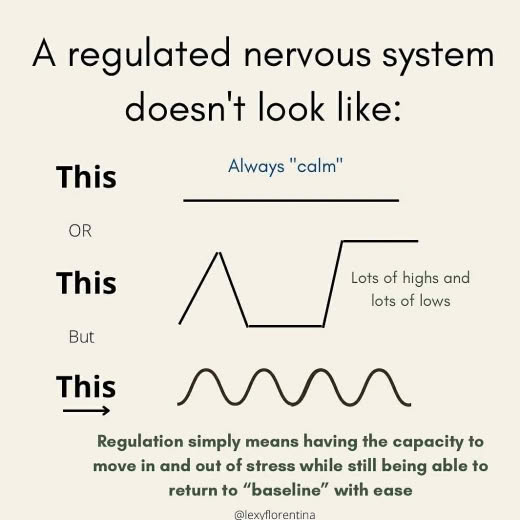 A regulated nervous system
doesn't look like:
Always "calm"
This
OR
This
Lots of highs and
lots of lows
But
This
Regulation simply means having the capacity to
move in and out of stress while still being able to
return to “baseline” with ease
@lexyflorentina